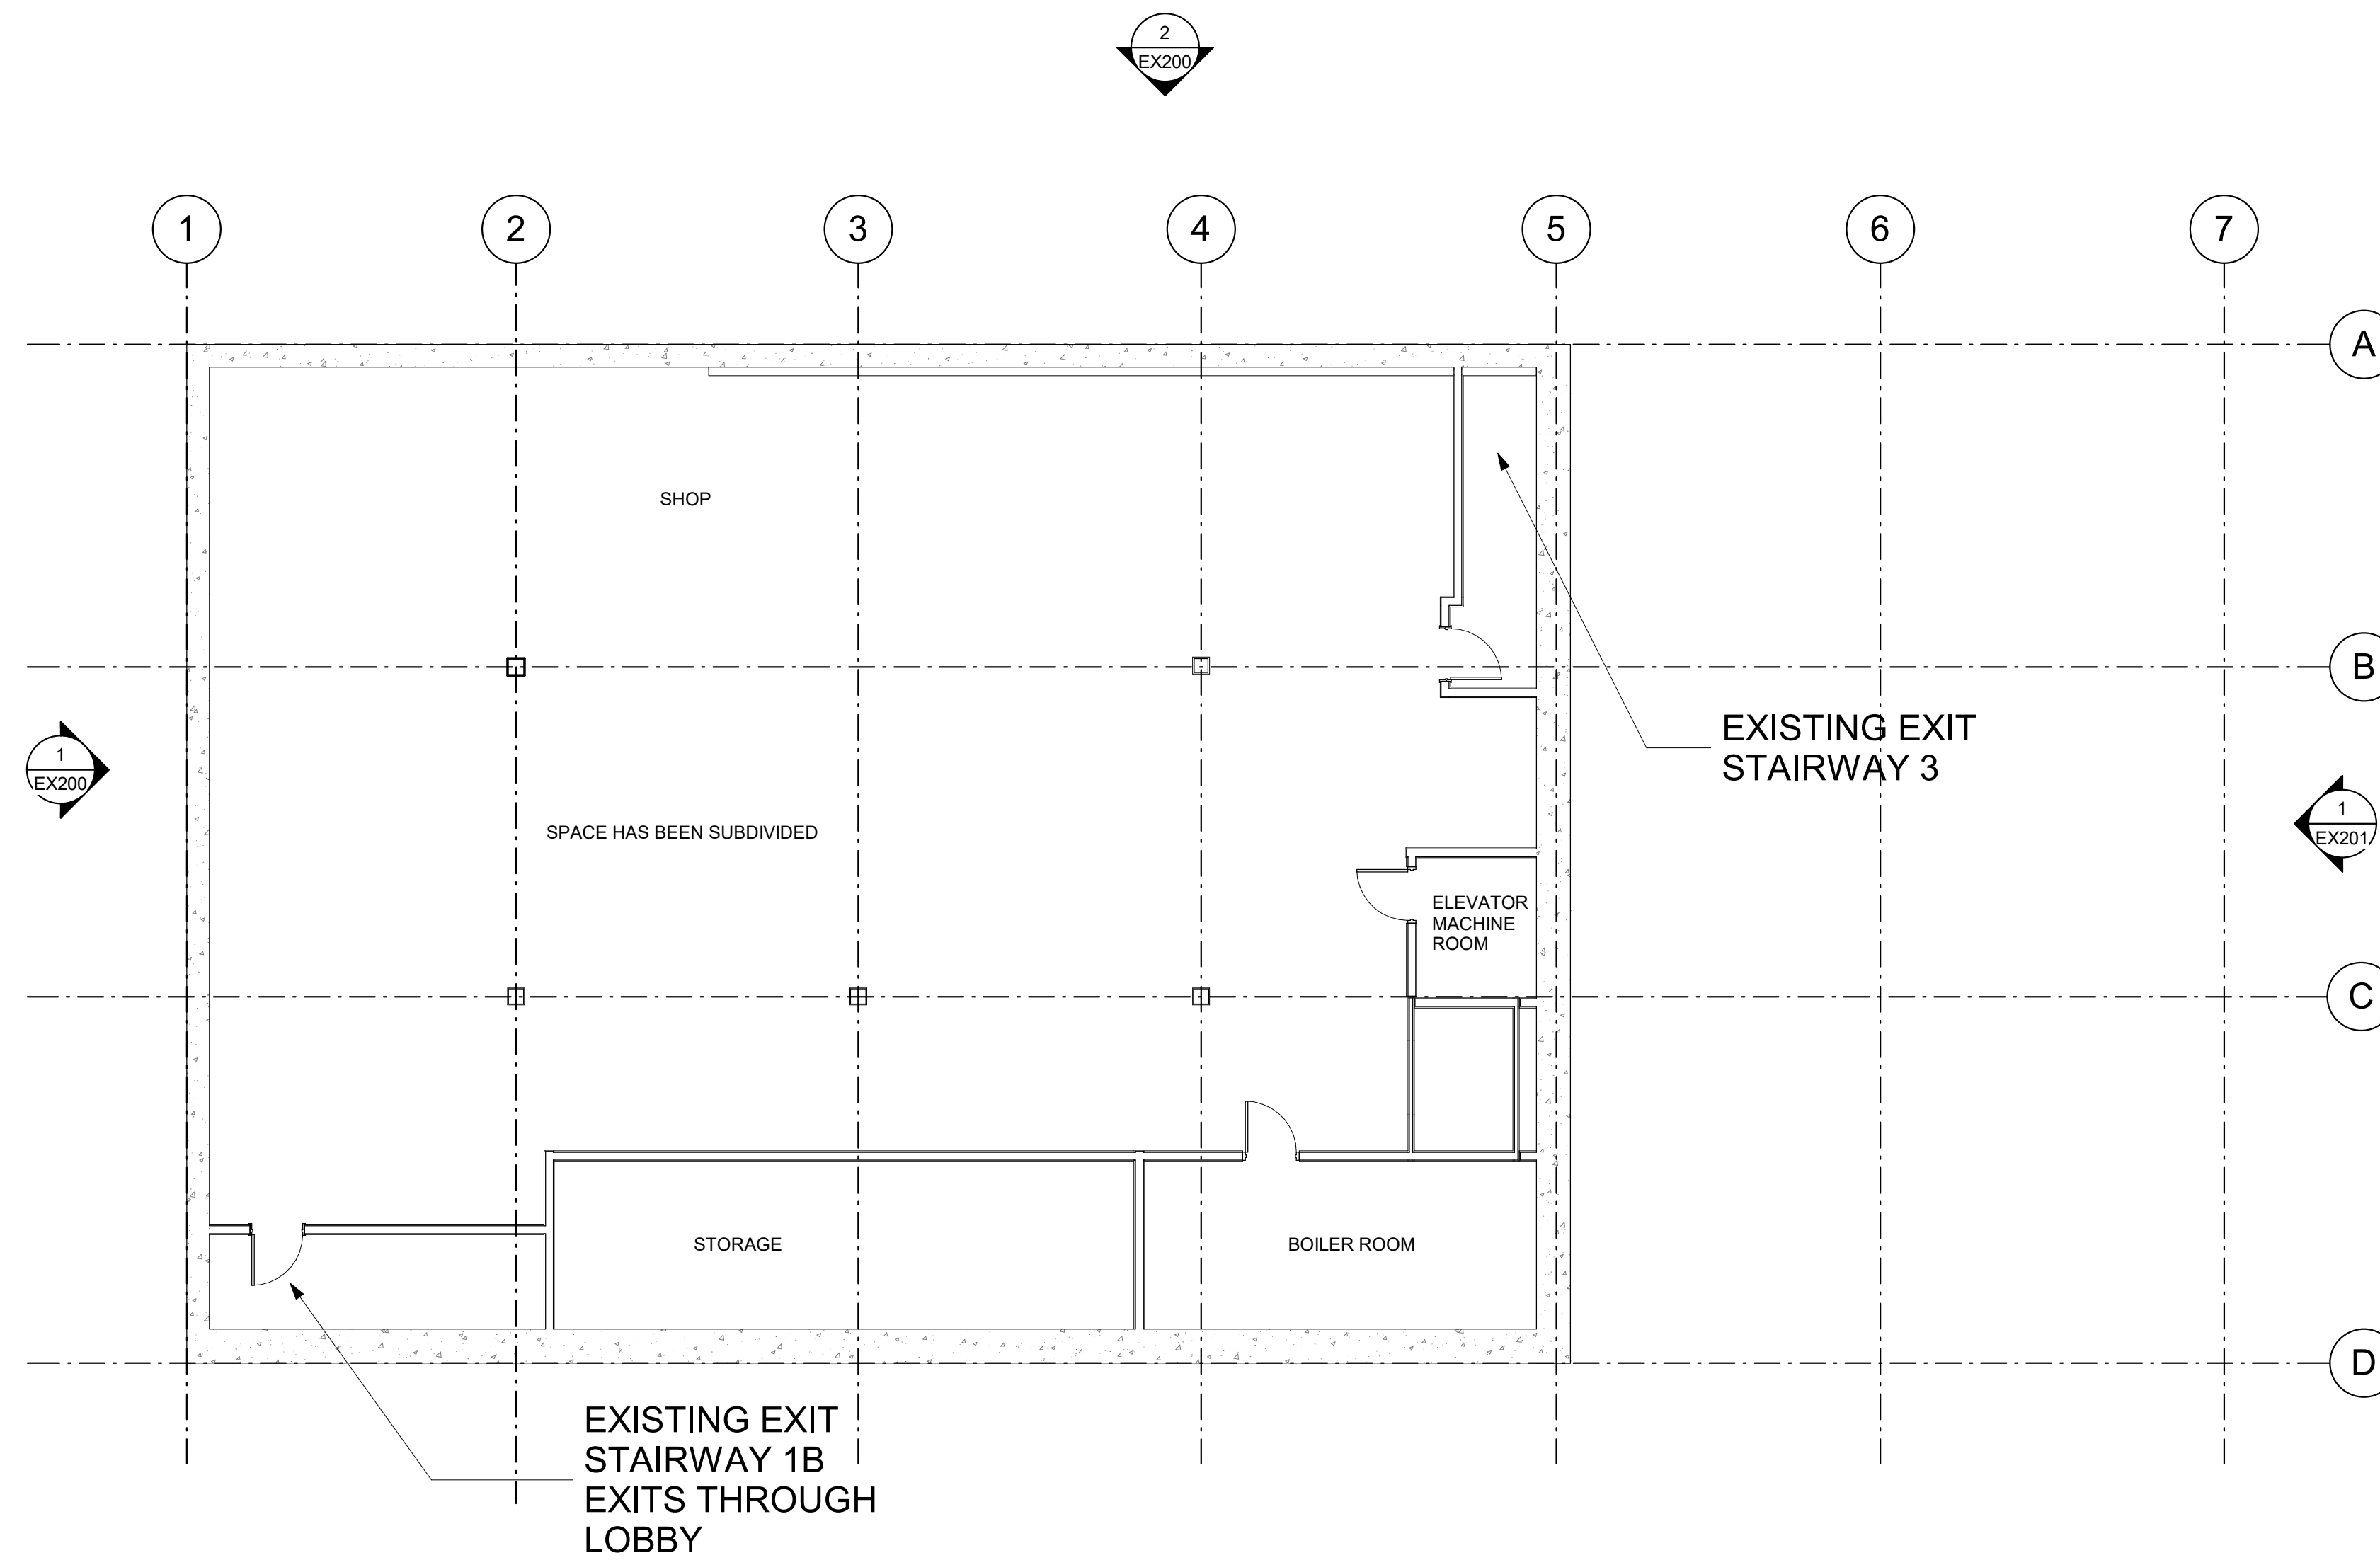 2
EX200
1
2
3
4
5
6
7
A
SHOP
B
EXISTING EXIT
STAIRWAY 3
1
EX200
1
EX201
SPACE HAS BEEN SUBDIVIDED
ELEVATOR
MACHINE
ROOM
C
STORAGE
BOILER ROOM
D
EXISTING EXIT
STAIRWAY 1B
EXITS THROUGH
LOBBY